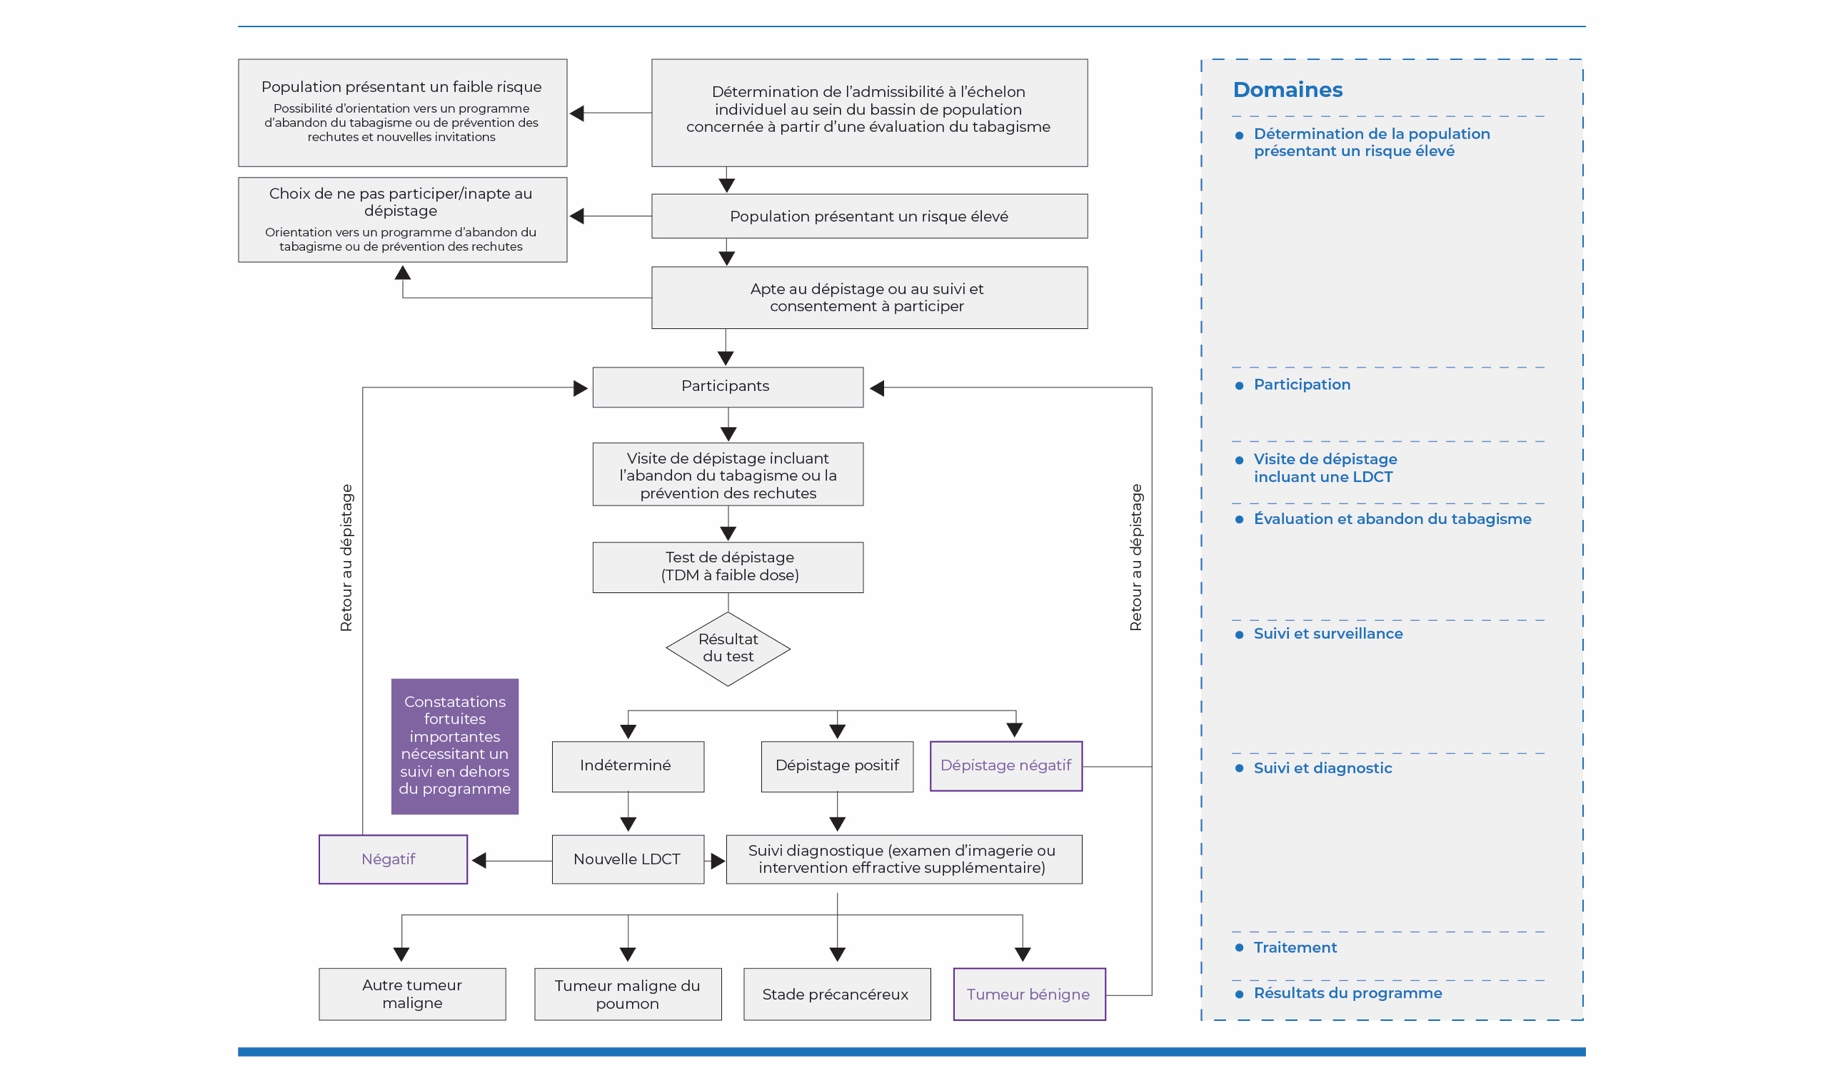 Population présentant un faible risque
Possibilité d’orientation vers un programme
d’abandon du tabagisme ou de prévention des
rechutes et nouvelles invitations
Détermination de l’admissibilité à l’échelon
individuel au sein du bassin de population
concernée à partir d’une évaluation du tabagisme
Choix de ne pas participer/inapte au
dépistage
Orientation vers un programme d’abandon du
tabagisme ou de prévention des rechutes
Population présentant un risque élevé
Apte au dépistage ou au suivi et
consentement à participer
Participants
Visite de dépistage incluant
l’abandon du tabagisme ou la
prévention des rechutes
Test de dépistage
(TDM à faible dose)
Résultat
du test
Retour au dépistage
Retour au dépistage
Constatations
fortuites
importantes
nécessitant un
suivi en dehors
du programme
Indéterminé
Dépistage positif
Dépistage négatif
Négatif
Nouvelle LDCT
Suivi diagnostique (examen d’imagerie ou
intervention effractive supplémentaire)
Autre tumeur
maligne
Tumeur maligne du
poumon
Stade précancéreux
Tumeur bénigne
Domaines
Détermination de la population
présentant un risque élevé
Participation
Visite de dépistage
incluant une LDCT
Évaluation et abandon du tabagisme
Suivi et surveillance
Suivi et diagnostic
Traitement
Résultats du programme